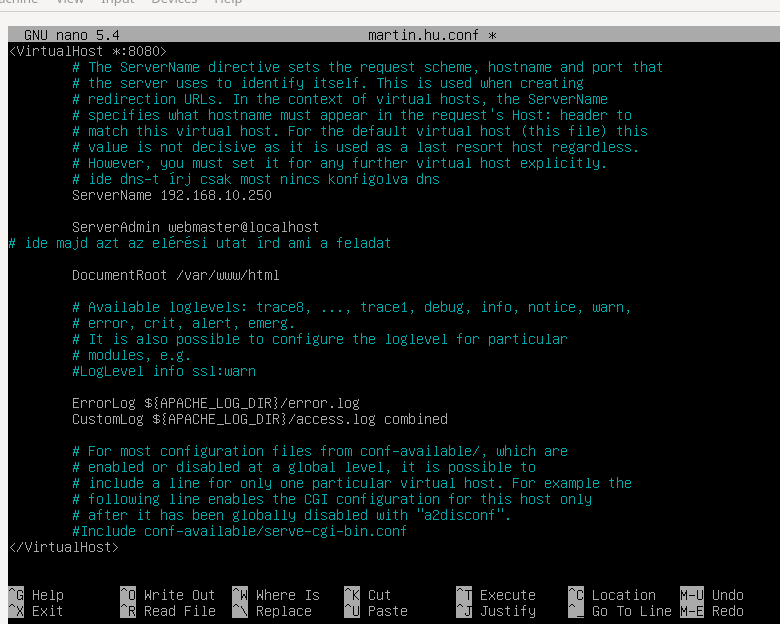 View Input Devices Help
GNU nano 5.4 martin.hu.conf *
<VirtualHost *:8080>
# The ServerName directive sets the request scheme, hostname and port that
# the server uses to identify itself. This is used when creating
# redirection URLs. In the context of virtual hosts, the ServerName
# specifies what hostname must appear in the request's Host: header to
# match this virtual host. For the default virtual host (this file) this
# value is not decisive as it is used as a last resort host regardless.
# However, you must set it for any further virtual host explicitly.
# ide dns-t írj csak most nincs konfigolva dns
ServerName 192.168.10.250
ServerAdmin webmaster@localhost
# ide majd azt az elérési utat írd ami a feladat
DocumentRoot /var/www/html
# Available loglevels: trace8, ..., trace1, debug, info, notice, warn,
# error, crit, alert, emerg.
# It is also possible to configure the loglevel for particular
# modules, e.g.
#LogLevel info ssl:warn
ErrorLog ${APACHE_LOG_DIR}/error.log
CustomLog ${APACHE_LOG_DIR}/access.log combined
# For most configuration files from conf-available/, which are
# enabled or disabled at a global level, it is possible to
# include a line for only one particular virtual host. For example the
# following line enables the CGI configuration for this host only
# after it has been globally disabled with "a2disconf".
#Include conf-available/serve-cgi-bin.conf
</VirtualHost>
^G Help ^O Write Out ^W Where Is ^K Cut ^T Execute ^C Location M-U Undo
^X Exit ^R Read File ^\ Replace ^U Paste ^J Justify ^_ Go To Line M-E Redo